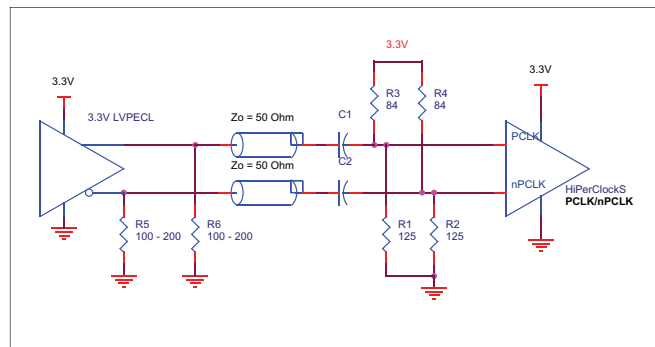 3.3V
3.3V
3.3V
3.3V LVPECL
R3
84
R4
84
Zo = 50 Ohm
C1
PCLK
Zo = 50 Ohm
C2
nPCLK
HiPerClockS
PCLK/nPCLK
R5
100 - 200
R6
100 - 200
R1
125
R2
125